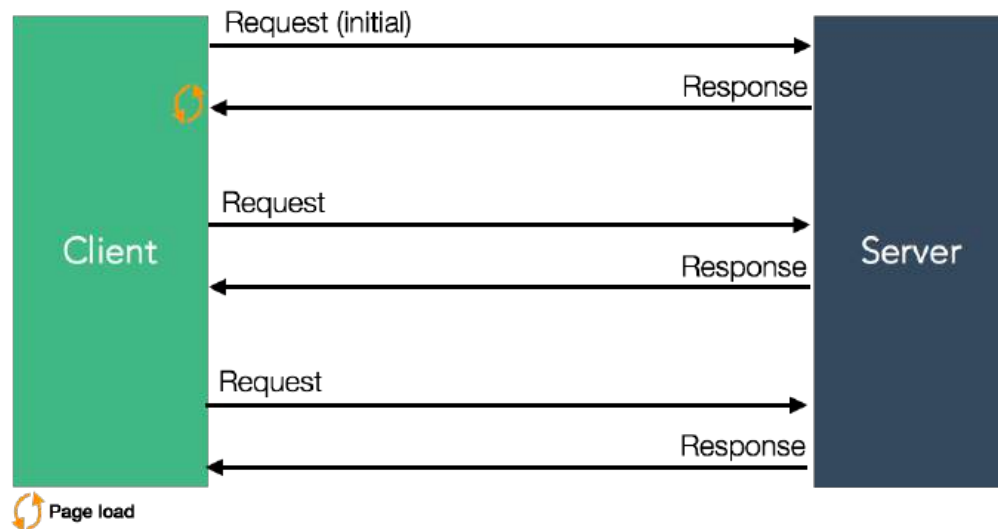 Request (initial)
Response
Request
Client
Server
Response
Request
Response
Page load